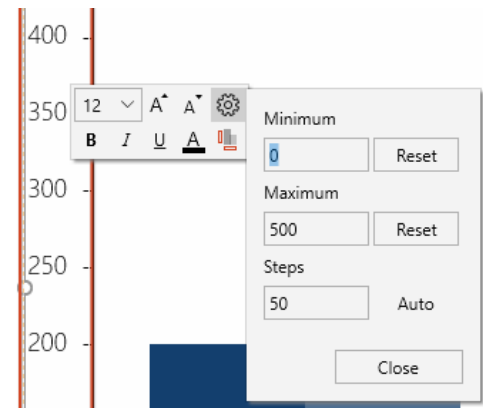 400
350
300
250
200
12 A A
B I U A
Minimum
0 Reset
Maximum
500 Reset
Steps
50 Auto
Close